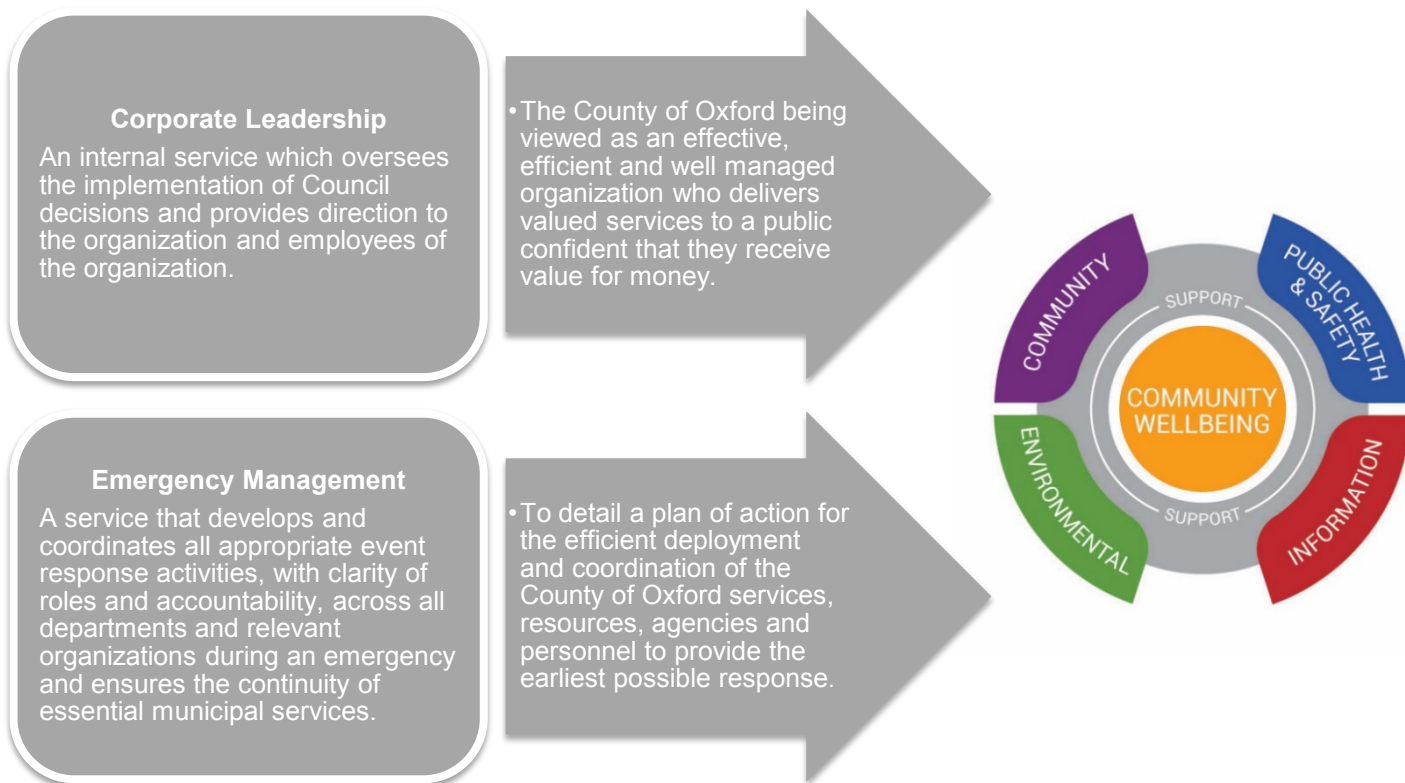 Corporate Leadership
An internal service which oversees
the implementation of Council
decisions and provides direction to
the organization and employees of
the organization.
•The County of Oxford being
viewed as an effective,
efficient and well managed
organization who delivers
valued services to a public
confident that they receive
value for money.
Emergency Management
A service that develops and
coordinates all appropriate event
response activities, with clarity of
roles and accountability, across all
departments and relevant
organizations during an emergency
and ensures the continuity of
essential municipal services.
•To detail a plan of action for
the efficient deployment
and coordination of the
County of Oxford services,
resources, agencies and
personnel to provide the
earliest possible response.
COMMUNITY
PUBLIC HEALTH
& SAFETY
SUPPORT
COMMUNITY
WELLBEING
ENVIRONMENTAL
INFORMATION
SUPPORT